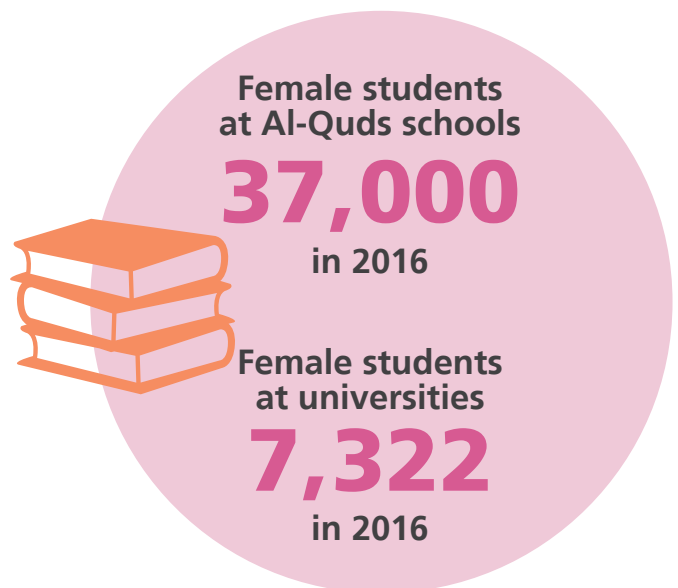 Female students
at Al-Quds schools
37,000
in 2016
Female students
at universities
7,322
in 2016